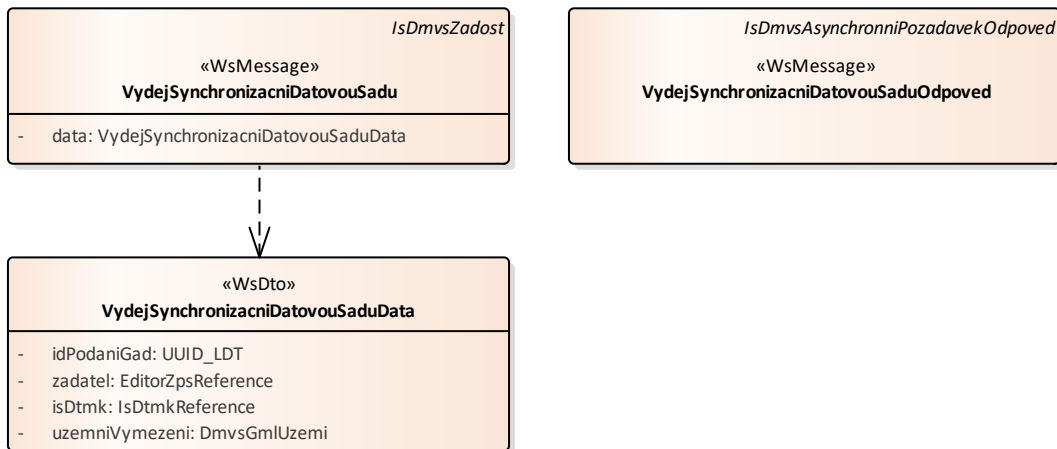 IsDmvsZadost
«WsMessage»
VydejSynchronizacniDatovouSadu
- data: VydejSynchronizacniDatovouSaduData
IsDmvsAsynchronniPozadavekOdpoved
«WsMessage»
VydejSynchronizacniDatovouSaduOdpoved
«WsDto»
VydejSynchronizacniDatovouSaduData
- idPodaniGad: UUID_LDT
- zadatel: EditorZpsReference
- isDtmk: IsDtmkReference
- uzemniVymezeni: DmvsGmlUzemi